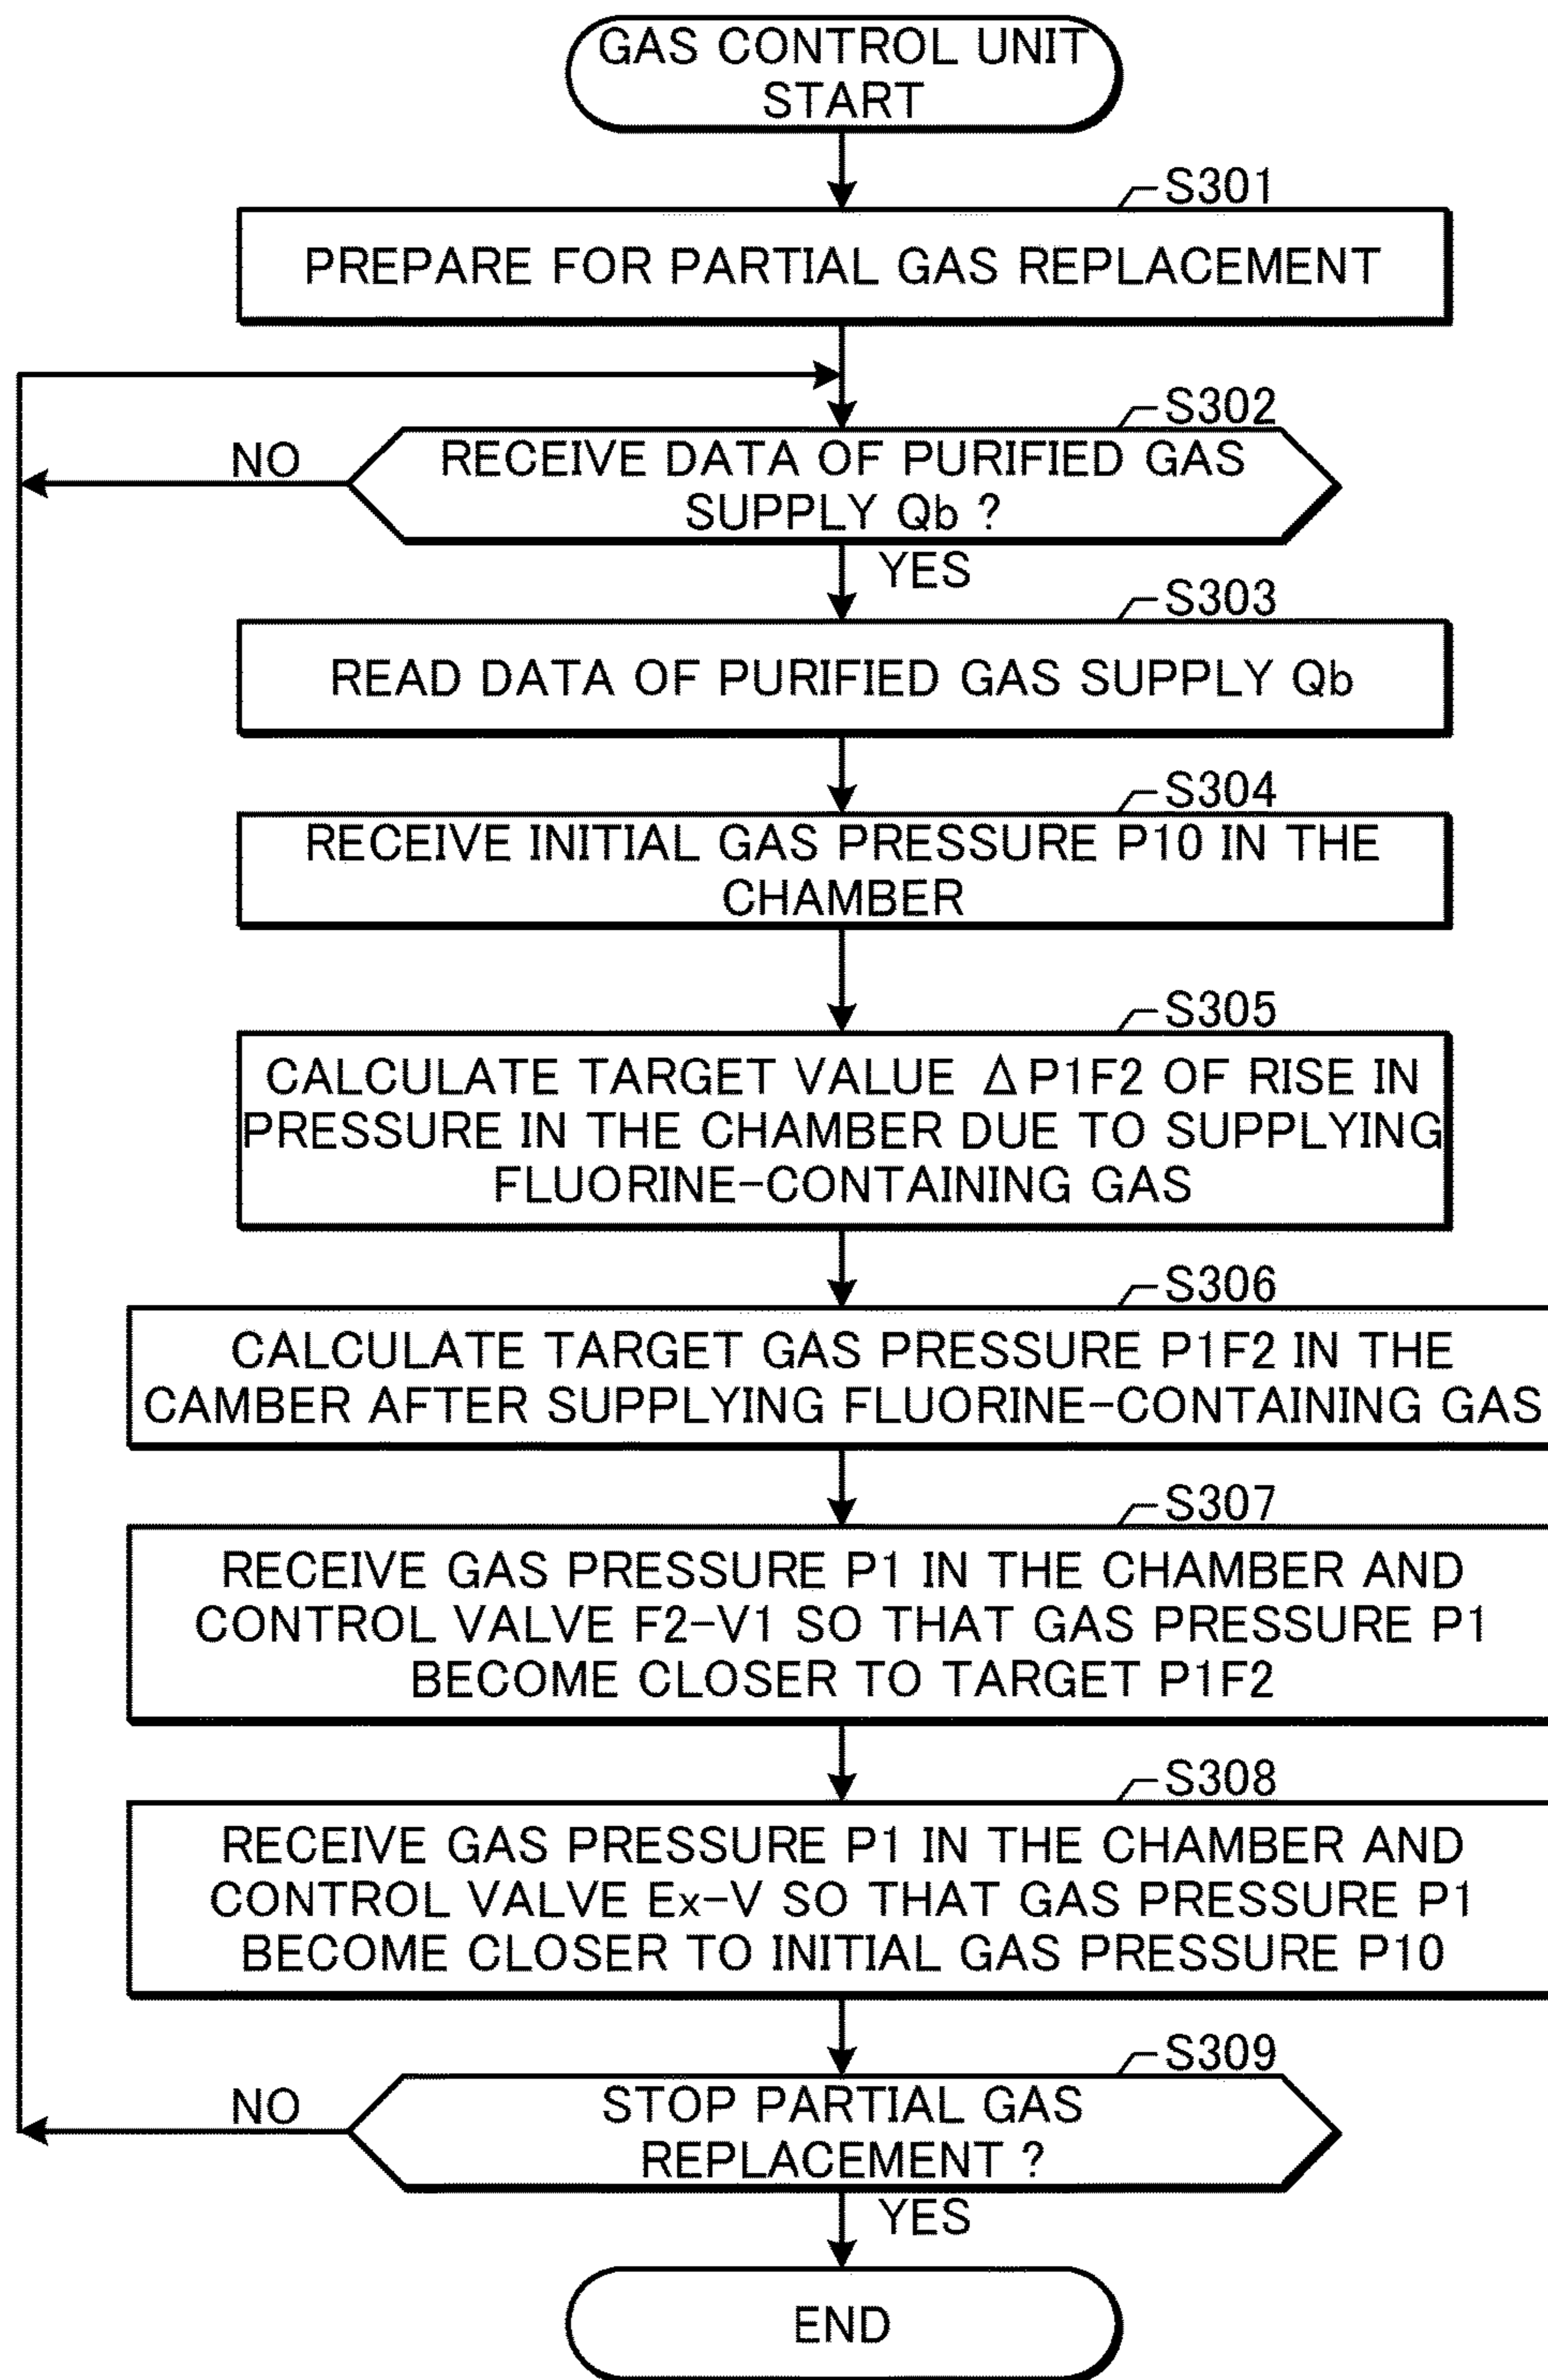 GAS CONTROL UNIT
START
S301
PREPARE FOR PARTIAL GAS REPLACEMENT
S302
NO
RECEIVE DATA OF PURIFIED GAS
SUPPLY Qb ?
YES
S303
READ DATA OF PURIFIED GAS SUPPLY Qb
S304
RECEIVE INITIAL GAS PRESSURE P10 IN THE
CHAMBER
S305
CALCULATE TARGET VALUE Δ P1F2 OF RISE IN
PRESSURE IN THE CHAMBER DUE TO SUPPLYING
FLUORINE-CONTAINING GAS
S306
CALCULATE TARGET GAS PRESSURE P1F2 IN THE
CAMBER AFTER SUPPLYING FLUORINE-CONTAINING GAS
S307
RECEIVE GAS PRESSURE P1 IN THE CHAMBER AND
CONTROL VALVE F2-V1 SO THAT GAS PRESSURE P1
BECOME CLOSER TO TARGET P1F2
S308
RECEIVE GAS PRESSURE P1 IN THE CHAMBER AND
CONTROL VALVE Ex-V SO THAT GAS PRESSURE P1
BECOME CLOSER TO INITIAL GAS PRESSURE P10
S309
NO
STOP PARTIAL GAS
REPLACEMENT ?
YES
END